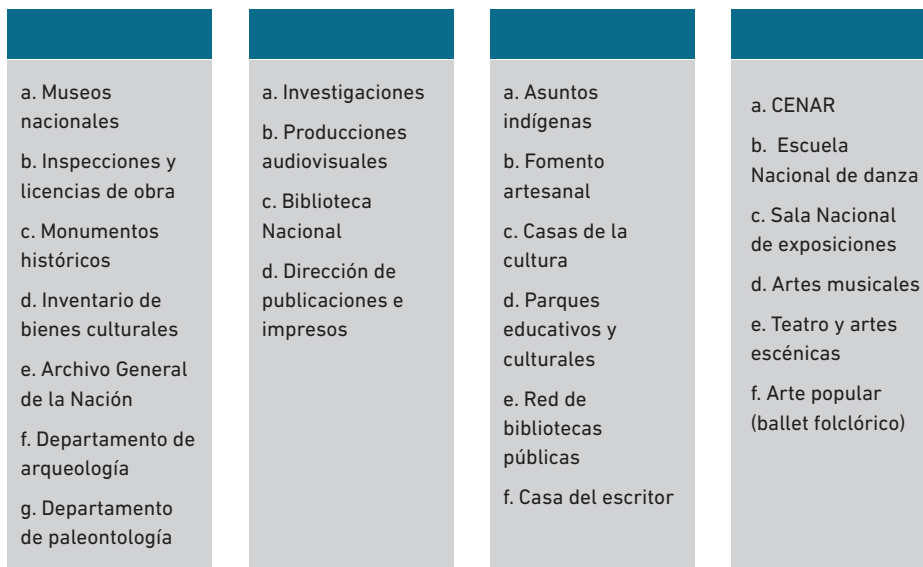 a. Museos
nacionales
b. Inspecciones y
licencias de obra
c. Monumentos
históricos
d. Inventario de
bienes culturales
e. Archivo General
de la Nación
f. Departamento de
arqueología
g. Departamento
de paleontología
a. Investigaciones
b. Producciones
audiovisuales
c. Biblioteca
Nacional
d. Dirección de
publicaciones e
impresos
a. Asuntos
indígenas
b. Fomento
artesanal
c. Casas de la
cultura
d. Parques
educativos y
culturales
e. Red de
bibliotecas
públicas
f. Casa del escritor
a. CENAR
b. Escuela
Nacional de danza
c. Sala Nacional
de exposiciones
d. Artes musicales
e. Teatro y artes
escénicas
f. Arte popular
(ballet folclórico)